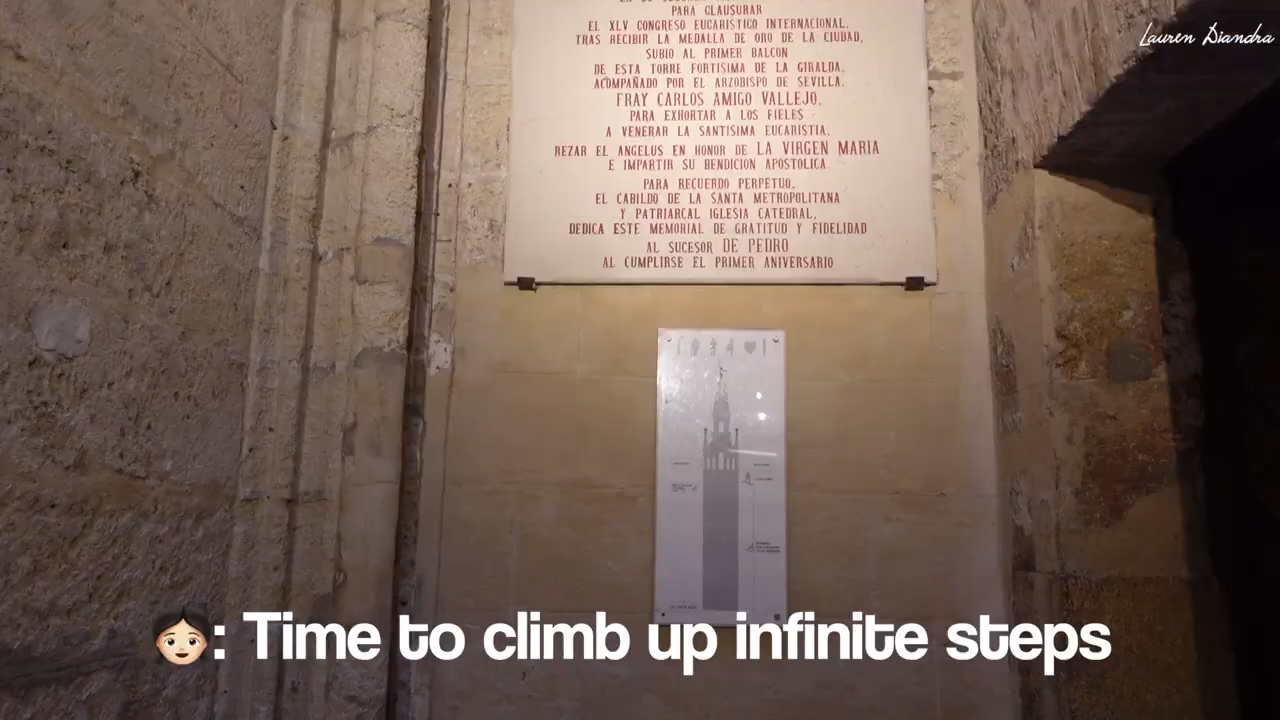 Lauren Diandra
PARA CLAUSURAR
EL XLV CONGRESO EUCARISTICO INTERNACIONAL,
TRAS RECIBIR LA MEDALLA DE ORO DE LA CIUDAD,
SUBIO AL PRIMER BALCON
DE ESTA TORRE FORTISIMA DE LA GIRALDA,
ACOMPAÑADO POR EL ARZOBISPO DE SEVILLA,
FRAY CARLOS AMIGO VALLEJO,
PARA EXHORTAR A LOS FIELES
A VENERAR LA SANTISIMA EUCARISTIA,
REZAR EL ANGELUS EN HONOR DE LA VIRGEN MARIA
E IMPARTIR SU BENDICION APOSTOLICA.
PARA RECUERDO PERPETUO,
EL CABILDO DE LA SANTA METROPOLITANA
Y PATRIARCAL IGLESIA CATEDRAL,
DEDICA ESTE MEMORIAL DE GRATITUD Y FIDELIDAD
AL SUCESOR DE PEDRO
AL CUMPLIRSE EL PRIMER ANIVERSARIO
: Time to climb up infinite steps